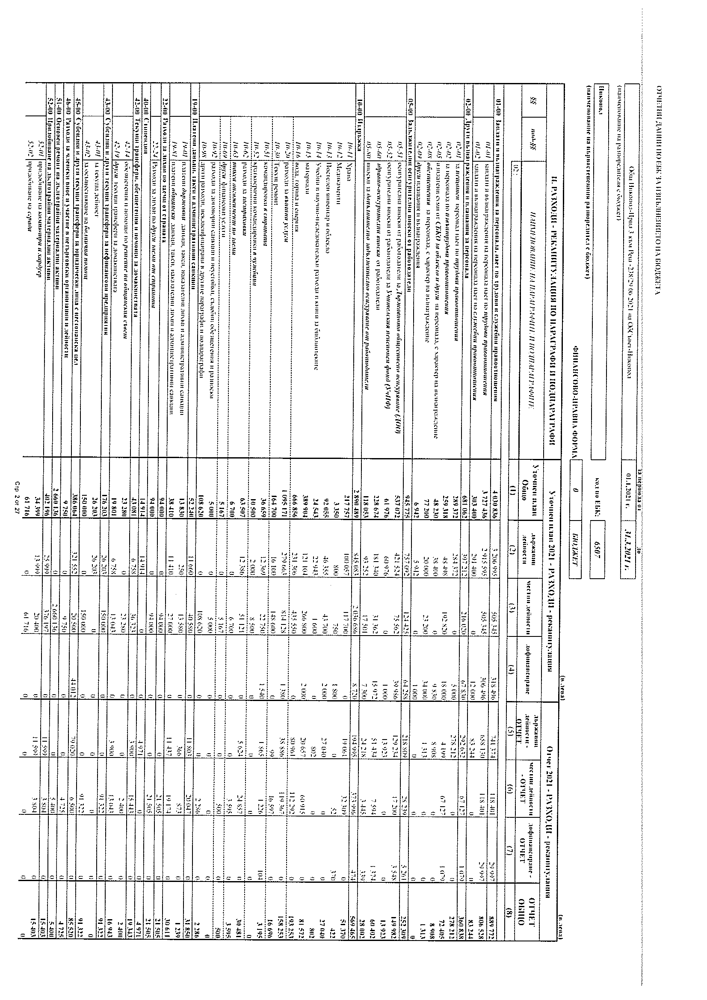 ОТЧЕТНИ ДАННИ ПО ЕБК ЗА ИЗПЪЛНЕНИЕТО НА БЮДЖЕТА
за периода от до
Общ Никопол-Прил 3 към Реш -238/29 06 2021 на ОбСъвет-Никопол 01.1.2021 г. 31.3.2021 г.
(наименование на разпоредителя с бюджет)
Никопол код по ЕБК: 6507
(наименование на първостепенния разпоредител с бюджет)
ФИНАНСОВО-ПРАВНА ФОРМА 0 БЮДЖЕТ
(в лева) (в лева)
II. РАЗХОДИ - РЕКАПИТУЛАЦИЯ ПО ПАРАГРАФИ И ПОДПАРАГРАФИ Уточнен план 2021 - РАЗХОДИ - рекапитулация Отчет 2021 - РАЗХОДИ - рекапитулация
§§ под-§§ НАИМЕНОВАНИЕ НА ПАРАГРАФИТЕ И ПОДПАРАГРАФИТЕ Уточнен план Общо държавни дейности местни дейности дофинансиране държавни дейности - ОТЧЕТ местни дейности - ОТЧЕТ дофинансиране - ОТЧЕТ ОТЧЕТ ОБЩО
02: (1) (2) (3) (4) (5) (6) (7) (8)
01-00 Заплати и възнаграждения за персонала, нает по трудови и служебни правоотношения 4 030 836 3 206 995 505 345 318 496 741 374 118 401 29 997 889 772
01-01 заплати и възнаграждения на персонала нает по трудови правоотношения 3 727 436 2 915 595 505 345 306 496 658 130 118 401 29 997 806 528
01-02 заплати и възнаграждения на персонала нает по служебни правоотношения 303 400 291 400 0 12 000 83 244 0 0 83 244
02-00 Други възнаграждения и плащания за персонала 681 062 397 212 216 020 67 830 292 632 67 127 1 079 360 838
02-01 за нещатен персонал нает по трудови правоотношения 289 372 284 372 0 5 000 278 212 0 0 278 212
02-02 за персонала по извънтрудови правоотношения 259 318 48 498 192 820 18 000 4 199 67 127 1 079 72 405
02-05 изплатени суми от СБКО за облекло и други на персонала, с характер на възнаграждение 48 230 38 400 0 9 830 8 908 0 0 8 908
02-08 обезщетения за персонала, с характер на възнаграждение 77 200 20 000 23 200 34 000 1 313 0 0 1 313
02-09 други плащания и възнаграждения 6 942 5 942 0 1 000 0 0 0 0
05-00 Задължителни осигурителни вноски от работодатели 945 775 757 092 124 425 64 258 218 809 28 239 5 261 252 309
05-51 осигурителни вноски от работодатели за Държавното обществено осигуряване (ДОО) 537 072 421 524 75 562 39 986 129 234 17 200 3 548 149 982
05-52 осигурителни вноски от работодатели за Учителския пенсионен фонд (УчПФ) 61 976 60 976 0 1 000 13 923 0 0 13 923
05-60 здравно-осигурителни вноски от работодатели 228 674 181 340 31 362 15 972 51 434 7 594 1 374 60 402
05-80 вноски за допълнително задължително осигуряване от работодатели 118 053 93 252 17 501 7 300 24 218 3 445 339 28 002
10-00 Издръжка 2 890 489 845 083 2 036 686 8 720 194 995 373 996 474 569 465
10-11 Храна 217 757 100 057 117 700 0 19 061 32 309 0 51 370
10-12 Медикаменти 3 350 800 750 1 800 0 52 370 422
10-13 Постелен инвентар и облекло 92 055 46 355 43 700 2 000 27 040 0 0 27 040
10-14 Учебни и научно-изследователски разходи и книги за библиотеките 24 543 22 943 1 600 0 802 0 0 802
10-15 материали 389 904 121 104 266 800 2 000 20 657 60 915 0 81 572
10-16 вода, горива и енергия 666 856 231 306 435 550 0 80 961 112 292 0 193 253
10-20 разходи за външни услуги 1 095 171 279 663 814 128 1 380 38 886 119 367 0 158 253
10-30 Текущ ремонт 164 700 16 100 148 600 0 99 16 597 0 16 696
10-51 командировки в страната 36 659 12 369 22 750 1 540 1 865 1 226 104 3 195
10-52 краткосрочни командировки в чужбина 10 500 2 000 8 500 0 0 0 0 0
10-62 разходи за застраховки 63 507 12 386 51 121 0 5 624 24 857 0 30 481
10-63 такса ангажимент по заеми 6 700 0 6 700 0 0 3 595 0 3 595
10-69 други финансови услуги 5 167 0 5 167 0 0 500 0 500
10-92 разходи за договорни санкции и неустойки, съдебни обезщетения и разноски 5 000 0 5 000 0 0 0 0 0
10-98 други разходи, некласифицирани в другите параграфи и подпараграфи 108 620 0 108 620 0 0 2 286 0 2 286
19-00 Платени данъци, такси и административни санкции 52 240 11 660 40 580 0 11 803 20 047 0 31 850
19-01 платени държавни данъци, такси, наказателни лихви и административни санкции 13 830 250 13 580 0 366 873 0 1 239
19-81 платени общински данъци, такси, наказателни лихви и административни санкции 38 410 11 410 27 000 0 11 437 19 174 0 30 611
22-00 Разходи за лихви по заеми от страната 94 000 0 94 000 0 0 21 505 0 21 505
22-24 Разходи за лихви по други заеми от страната 94 000 0 94 000 0 0 21 505 0 21 505
40-00 Стипендии 14 914 14 914 0 0 4 971 0 0 4 971
42-00 Текущи трансфери, обезщетения и помощи за домакинствата 43 081 6 758 36 323 0 3 900 15 443 0 19 343
42-14 обезщетения и помощи по решение на общинския съвет 23 280 0 23 280 0 0 2 400 0 2 400
42-19 други текущи трансфери за домакинствата 19 801 6 758 13 043 0 3 900 13 043 0 16 943
43-00 Субсидии и други текущи трансфери за нефинансови предприятия 176 203 26 203 150 000 0 0 91 322 0 91 322
43-01 за текуща дейност 26 203 26 203 0 0 0 0 0 0
43-02 за осъществяване на болнична помощ 150 000 0 150 000 0 0 91 322 0 91 322
45-00 Субсидии и други текущи трансфери за юридически лица с нестопанска цел 386 064 321 552 20 500 44 012 79 020 6 500 0 85 520
46-00 Разходи за членски внос и участие в нетърговски организации и дейности 9 750 0 9 750 0 0 4 725 0 4 725
51-00 Основен ремонт на дълготрайни материални активи 2 660 136 0 2 660 136 0 0 5 400 0 5 400
52-00 Придобиване на дълготрайни материални активи 402 196 25 999 376 197 0 11 599 3 804 0 15 403
52-01 придобиване на компютри и хардуер 34 399 13 999 20 400 0 11 599 3 804 0 15 403
52-02 придобиване на сгради 61 716 0 61 716 0 0 0 0
Стр 2 от 27